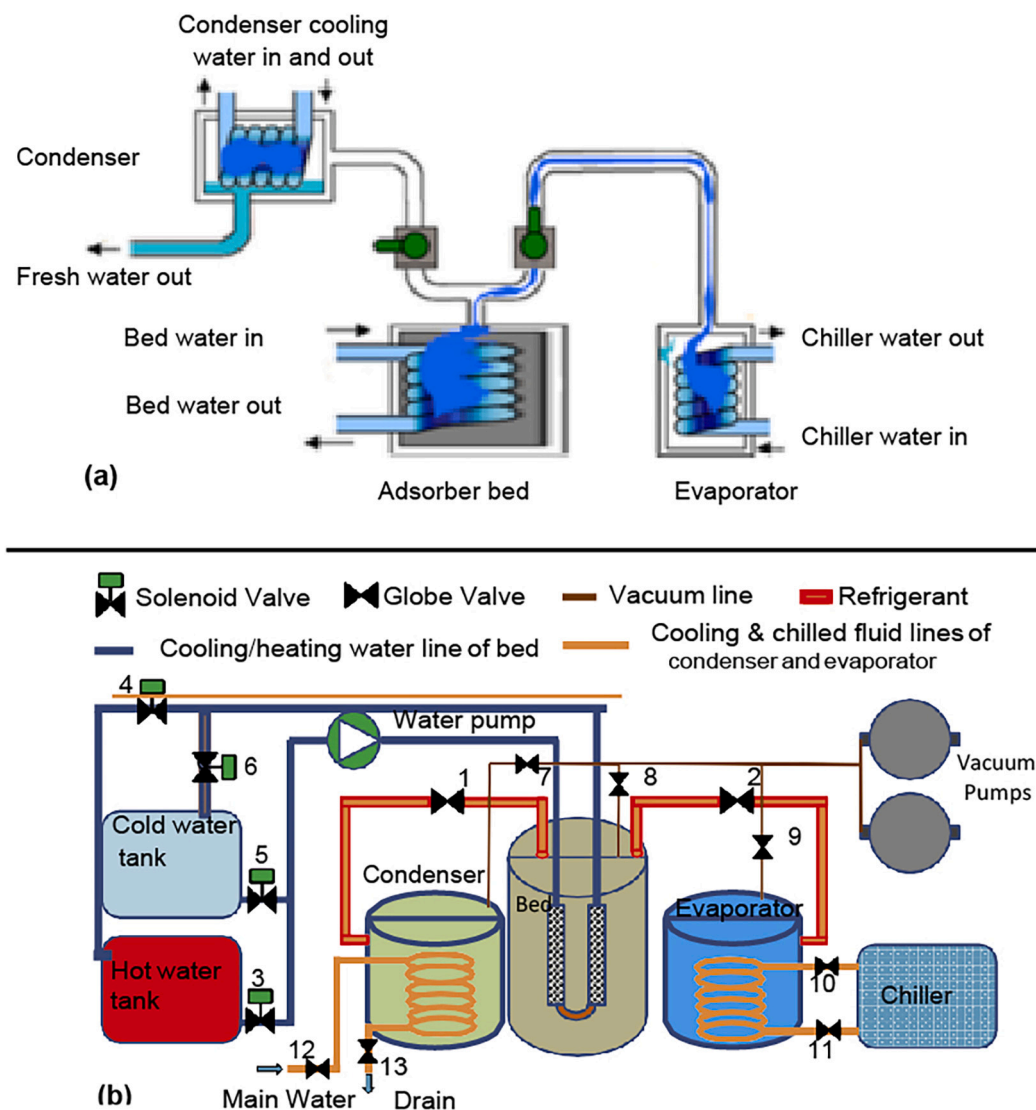 Condenser cooling
water in and out
Condenser
Fresh water out
Bed water in
Bed water out
Chiller water out
Chiller water in
(a)
Adsorber bed
Evaporator
Solenoid Valve
Globe Valve
Vacuum line
Refrigerant
Cooling/heating water line of bed
Cooling & chilled fluid lines of
condenser and evaporator
4
Water pump
6
1
7
8
2
Vacuum
Pumps
Cold water
tank
5
9
Condenser
Bed
Evaporator
Hot water
tank
3
10
Chiller
11
12
13
(b)
Main Water
Drain